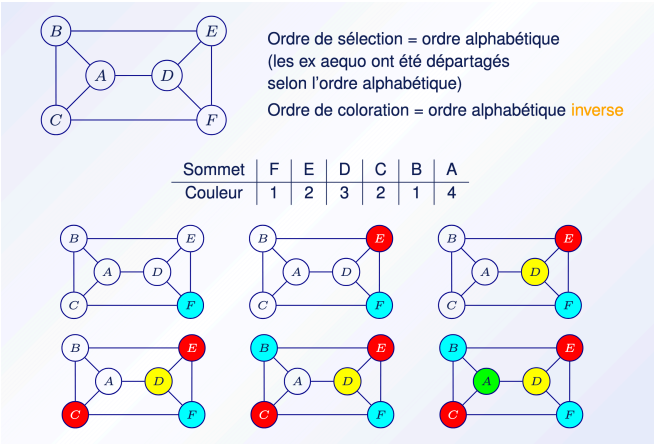 B E
A D
C F
Ordre de sélection = ordre alphabétique
(les ex aequo ont été départagés
selon l'ordre alphabétique)
Ordre de coloration = ordre alphabétique inverse
Sommet F E D C B A
Couleur 1 2 3 2 1 4
B E
A D
C F
B E
A D
C F
B E
A D
C F
B E
A D
C F
B E
A D
C F
B E
A D
C F